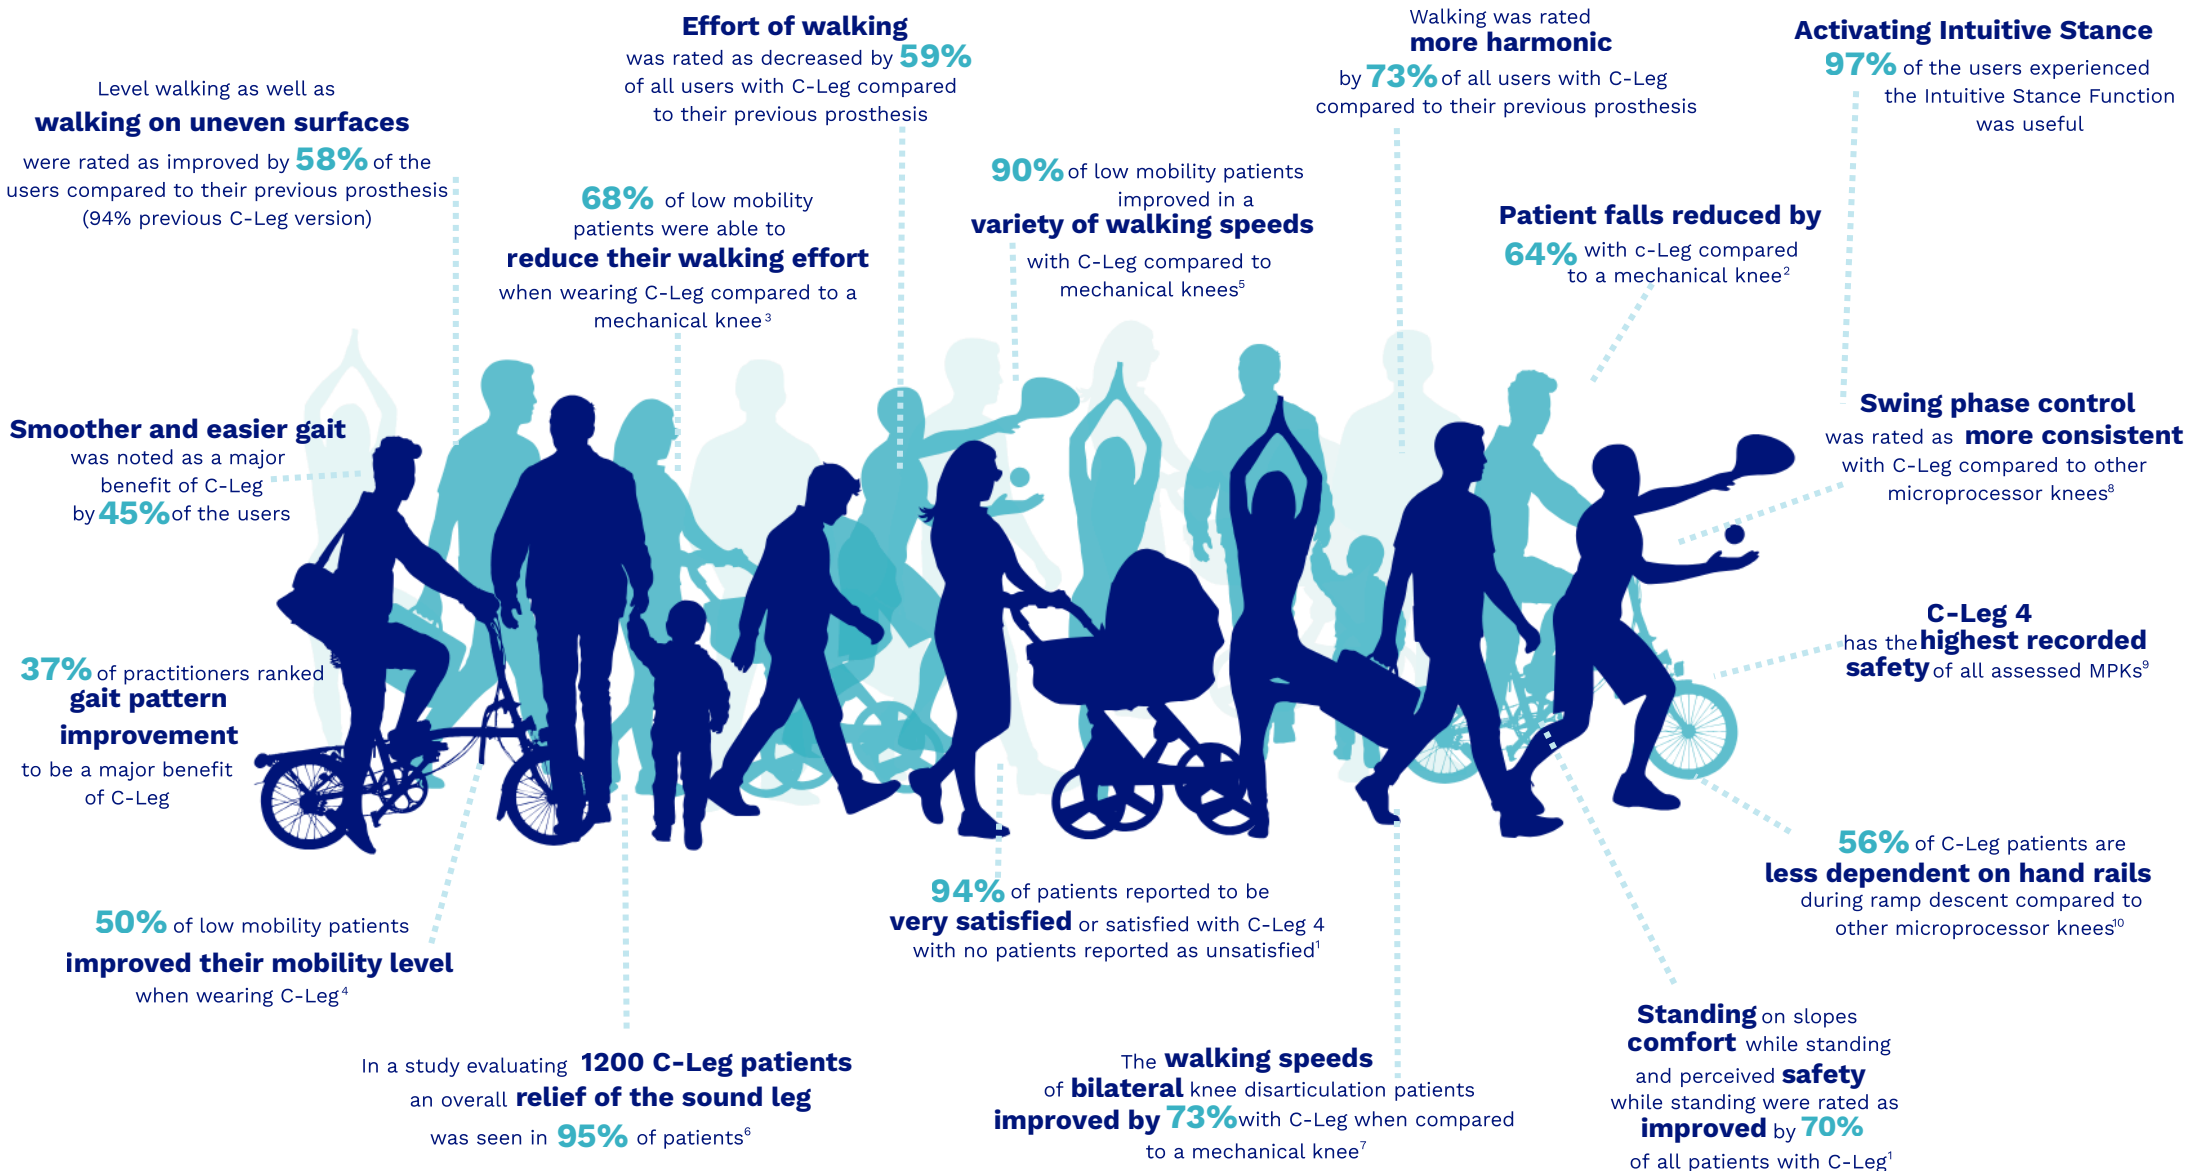 Level walking as well as
walking on uneven surfaces
were rated as improved by 58% of the
users compared to their previous prosthesis
(94% previous C-Leg version)
Effort of walking
was rated as decreased by 59%
of all users with C-Leg compared
to their previous prosthesis
68% of low mobility
patients were able to
reduce their walking effort
when wearing C-Leg compared to a
mechanical knee³
90% of low mobility patients
improved in a
variety of walking speeds
with C-Leg compared to
mechanical knees⁵
Walking was rated
more harmonic
by 73% of all users with C-Leg
compared to their previous prosthesis
Activating Intuitive Stance
97% of the users experienced
the Intuitive Stance Function
was useful
Patient falls reduced by
64% with c-Leg compared
to a mechanical knee²
Smoother and easier gait
was noted as a major
benefit of C-Leg
by 45% of the users
Swing phase control
was rated as more consistent
with C-Leg compared to other
microprocessor knees⁸
37% of practitioners ranked
gait pattern
improvement
to be a major benefit
of C-Leg
C-Leg 4
has the highest recorded
safety of all assessed MPKs⁹
50% of low mobility patients
improved their mobility level
when wearing C-Leg⁴
94% of patients reported to be
very satisfied or satisfied with C-Leg 4
with no patients reported as unsatisfied¹
56% of C-Leg patients are
less dependent on hand rails
during ramp descent compared to
other microprocessor knees¹⁰
In a study evaluating 1200 C-Leg patients
an overall relief of the sound leg
was seen in 95% of patients⁶
The walking speeds
of bilateral knee disarticulation patients
improved by 73% with C-Leg when compared
to a mechanical knee⁷
Standing on slopes
comfort while standing
and perceived safety
while standing were rated as
improved by 70%
of all patients with C-Leg¹